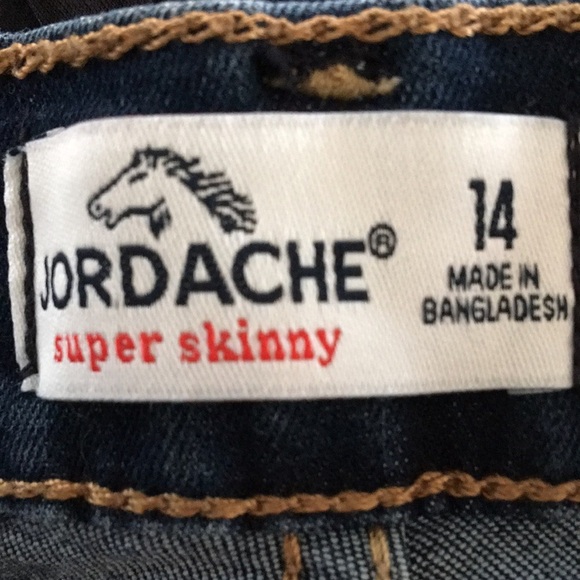 JORDACHE®
super skinny
14
MADE IN
BANGLADESH